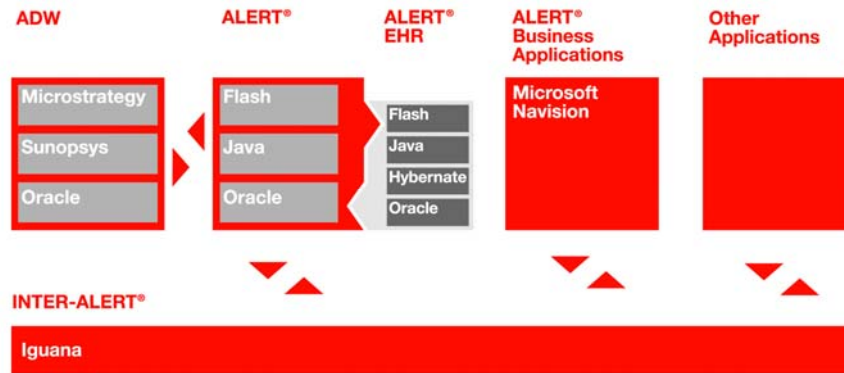 ADW
ALERT®
ALERT®
EHR
ALERT®
Business
Applications
Other
Applications
Microstrategy
Sunopsys
Oracle
Flash
Java
Oracle
Flash
Java
Hybernate
Oracle
Microsoft
Navision
INTER-ALERT®
Iguana